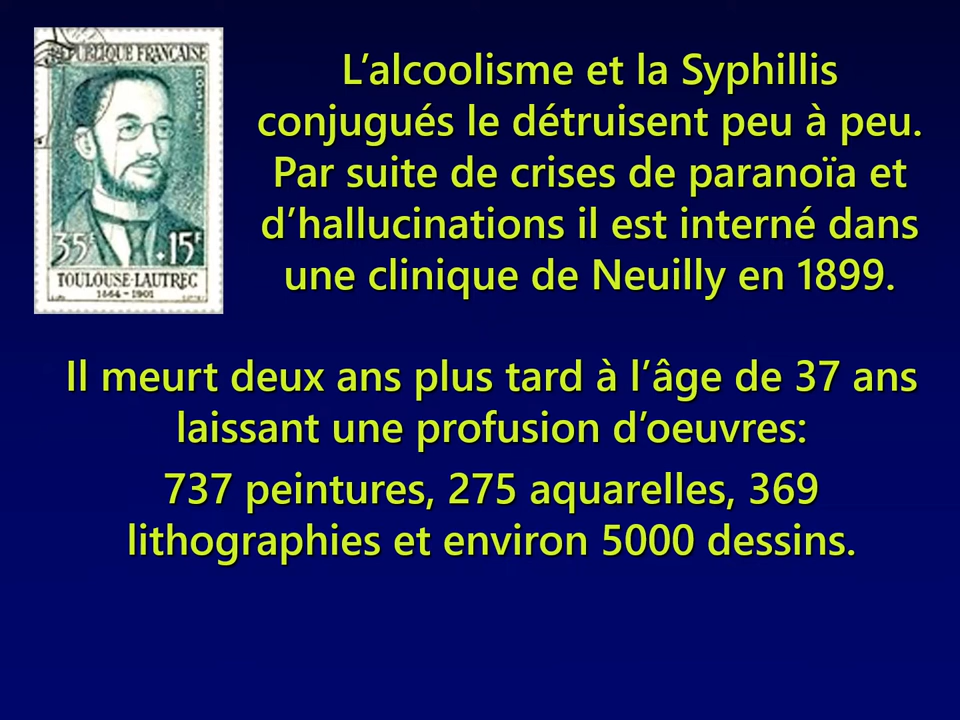 RÉPUBLIQUE FRANÇAISE
POSTES
35F +15F
TOULOUSE-LAUTREC
1864 - 1901
L’alcoolisme et la Syphillis
conjugués le détruisent peu à peu.
Par suite de crises de paranoïa et
d’hallucinations il est interné dans
une clinique de Neuilly en 1899.
Il meurt deux ans plus tard à l’âge de 37 ans
laissant une profusion d’oeuvres:
737 peintures, 275 aquarelles, 369
lithographies et environ 5000 dessins.